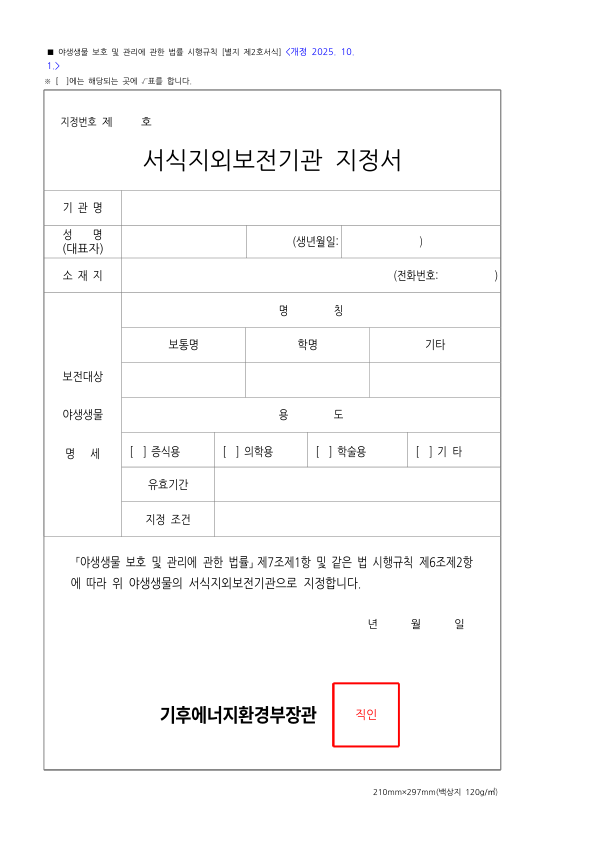 ■ 야생생물 보호 및 관리에 관한 법률 시행규칙 [별지 제2호서식] <개정 2025. 10.
1.>
※ [  ]에는 해당되는 곳에 √표를 합니다.
지정번호 제      호
서식지외보전기관 지정서
기 관 명
성    명
(대표자)
(생년월일:                )
소 재 지
(전화번호:            )
명          칭
보통명
학명
기타
보전대상
야생생물
명    세
용          도
[  ] 증식용
[  ] 의학용
[  ] 학술용
[  ] 기 타
유효기간
지정 조건
「야생생물 보호 및 관리에 관한 법률」 제7조제1항 및 같은 법 시행규칙 제6조제2항
에 따라 위 야생생물의 서식지외보전기관으로 지정합니다.
년      월      일
기후에너지환경부장관
직인
210mm×297mm(백상지 120g/㎡)